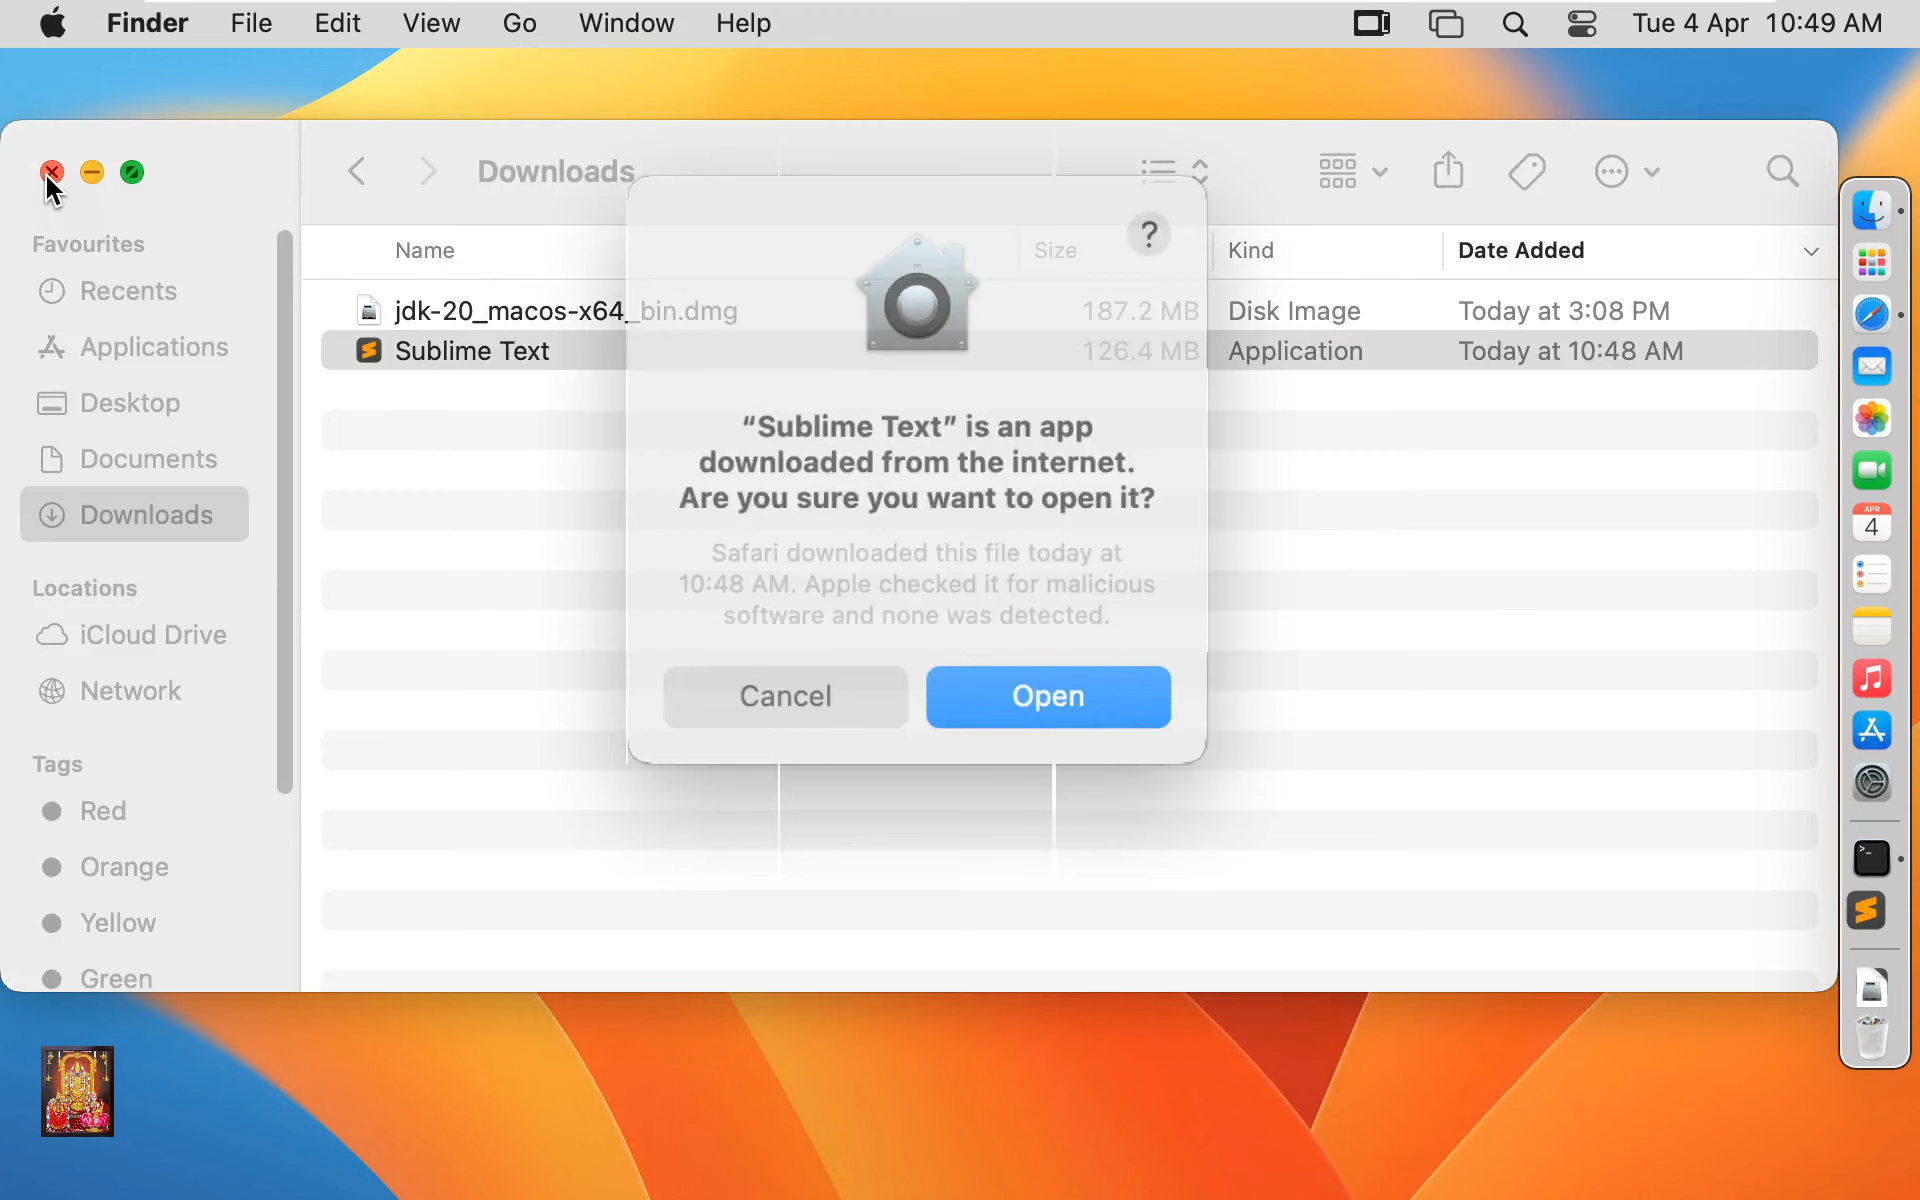 Finder File Edit View Go Window Help Tue 4 Apr 10:49 AM
Downloads
Favourites
Recents
Applications
Desktop
Documents
Downloads
Locations
iCloud Drive
Network
Tags
Red
Orange
Yellow
Green
Name Size Kind Date Added
jdk-20_macos-x64_bin.dmg 187.2 MB Disk Image Today at 3:08 PM
Sublime Text 126.4 MB Application Today at 10:48 AM
?
“Sublime Text” is an app
downloaded from the internet.
Are you sure you want to open it?
Safari downloaded this file today at
10:48 AM. Apple checked it for malicious
software and none was detected.
Cancel Open
APR
4